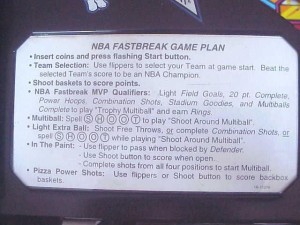 NBA FASTBREAK GAME PLAN
• Insert coins and press flashing Start button.
• Team Selection: Use flippers to select your Team at game start. Beat the
selected Team's score to be an NBA Champion.
• Shoot baskets to score points.
• NBA Fastbreak MVP Qualifiers: Light Field Goals, 20 pt. Complete,
Power Hoops, Combination Shots, Stadium Goodies, and Multiballs
Complete to play "Trophy Multiball" and earn Rings.
• Multiball: Spell S H O O T to play "Shoot Around Multiball".
• Light Extra Ball: Shoot Free Throws, or complete Combination Shots, or
spell S H O O T while playing "Shoot Around Multiball".
• In The Paint: - Use flipper to pass when blocked by Defender.
- Use Shoot button to score when open.
- Complete shots from all four positions to start Multiball.
• Pizza Power Shots: Use flippers or Shoot button to score backbox
baskets.